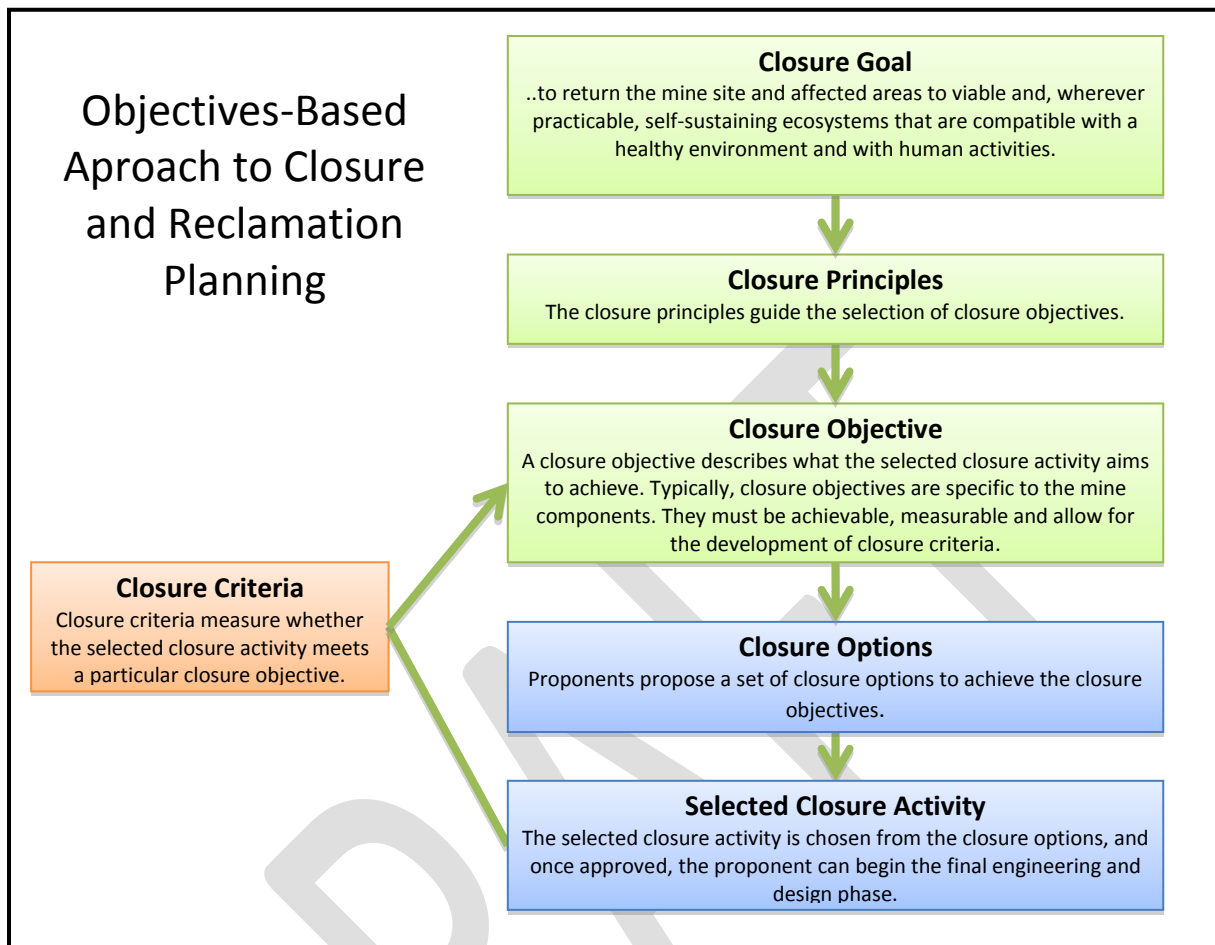 Objectives-Based
Aproach to Closure
and Reclamation
Planning
Closure Goal
..to return the mine site and affected areas to viable and, wherever
practicable, self-sustaining ecosystems that are compatible with a
healthy environment and with human activities.
Closure Principles
The closure principles guide the selection of closure objectives.
Closure Objective
A closure objective describes what the selected closure activity aims
to achieve. Typically, closure objectives are specific to the mine
components. They must be achievable, measurable and allow for
the development of closure criteria.
Closure Criteria
Closure criteria measure whether
the selected closure activity meets
a particular closure objective.
Closure Options
Proponents propose a set of closure options to achieve the closure
objectives.
Selected Closure Activity
The selected closure activity is chosen from the closure options, and
once approved, the proponent can begin the final engineering and
design phase.
DRAFT